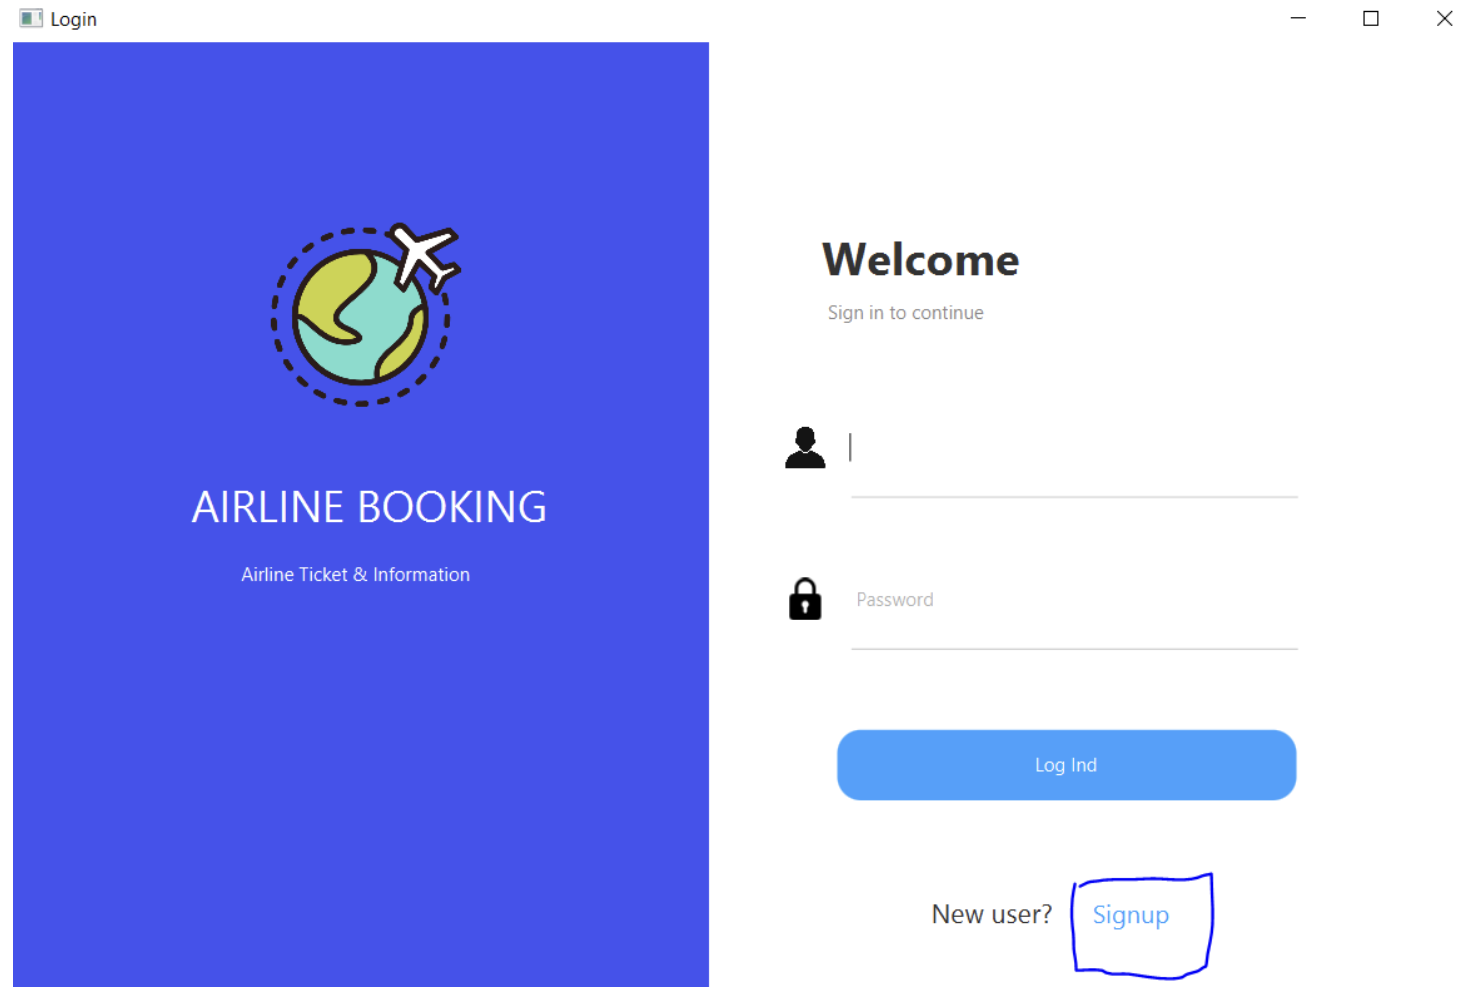 Login
AIRLINE BOOKING
Airline Ticket & Information
Welcome
Sign in to continue
Password
Log Ind
New user? Signup